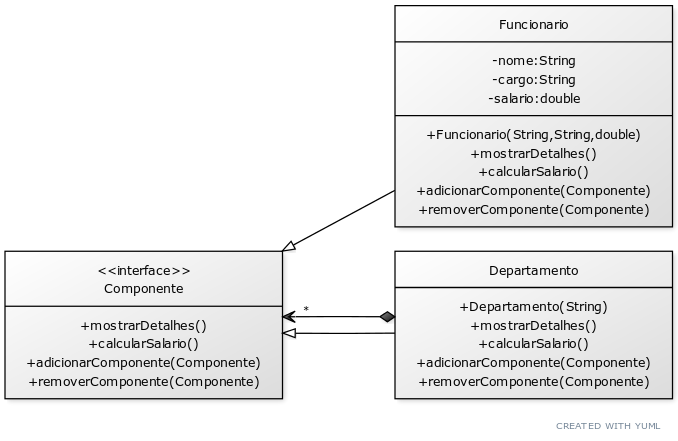 Funcionario
-nome:String
-cargo:String
-salario:double
+Funcionario(String,String,double)
+mostrarDetalhes()
+calcularSalario()
+adicionarComponente(Componente)
+removerComponente(Componente)
<<interface>>
Componente
+mostrarDetalhes()
+calcularSalario()
+adicionarComponente(Componente)
+removerComponente(Componente)
*
Departamento
+Departamento(String)
+mostrarDetalhes()
+calcularSalario()
+adicionarComponente(Componente)
+removerComponente(Componente)
CREATED WITH YUML